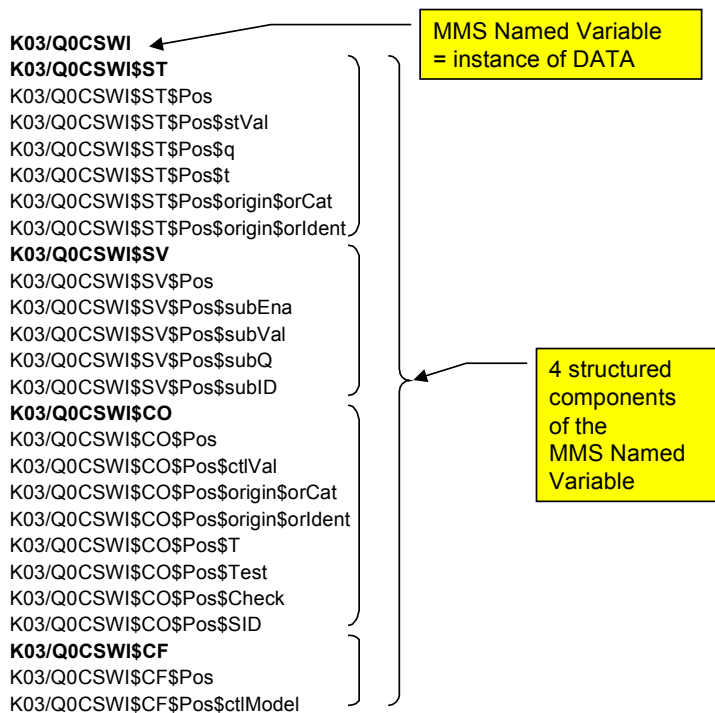 MMS Named Variable
= instance of DATA
K03/Q0CSWI
K03/Q0CSWI$ST
K03/Q0CSWI$ST$Pos
K03/Q0CSWI$ST$Pos$stVal
K03/Q0CSWI$ST$Pos$q
K03/Q0CSWI$ST$Pos$t
K03/Q0CSWI$ST$Pos$origin$orCat
K03/Q0CSWI$ST$Pos$origin$orIdent
K03/Q0CSWI$SV
K03/Q0CSWI$SV$Pos
K03/Q0CSWI$SV$Pos$subEna
K03/Q0CSWI$SV$Pos$subVal
K03/Q0CSWI$SV$Pos$subQ
K03/Q0CSWI$SV$Pos$subID
K03/Q0CSWI$CO
K03/Q0CSWI$CO$Pos
K03/Q0CSWI$CO$Pos$ctlVal
K03/Q0CSWI$CO$Pos$origin$orCat
K03/Q0CSWI$CO$Pos$origin$orIdent
K03/Q0CSWI$CO$Pos$T
K03/Q0CSWI$CO$Pos$Test
K03/Q0CSWI$CO$Pos$Check
K03/Q0CSWI$CO$Pos$SID
K03/Q0CSWI$CF
K03/Q0CSWI$CF$Pos
K03/Q0CSWI$CF$Pos$ctlModel
4 structured
components
of the
MMS Named
Variable